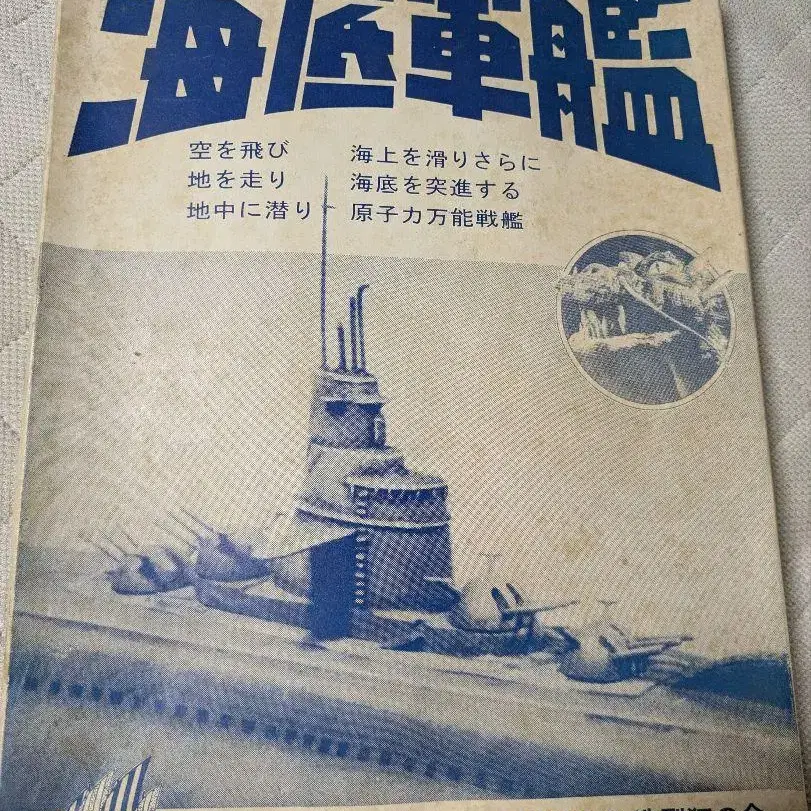 海底軍艦
空を飛び
地を走り
地中に潜り
海上を滑りさらに
海底を突進する
原子力万能戦艦